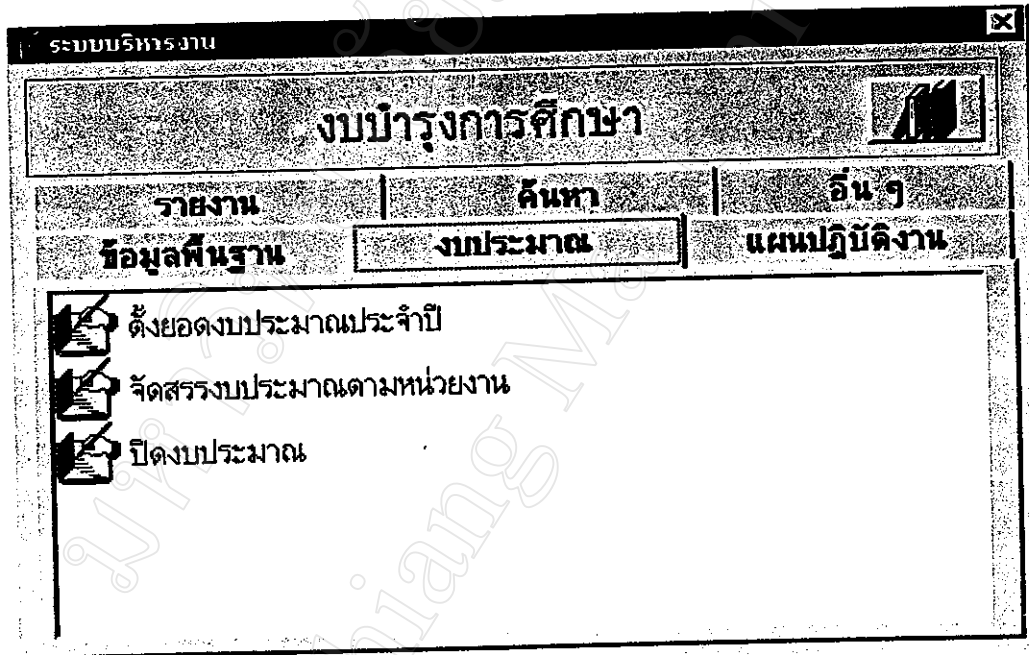 ระบบบริหารงาน
งบบำรุงการศึกษา
รายงาน ค้นหา อื่น ๆ
ข้อมูลพื้นฐาน งบประมาณ แผนปฏิบัติงาน
ตั้งยอดงบประมาณประจำปี
จัดสรรงบประมาณตามหน่วยงาน
ปิดงบประมาณ